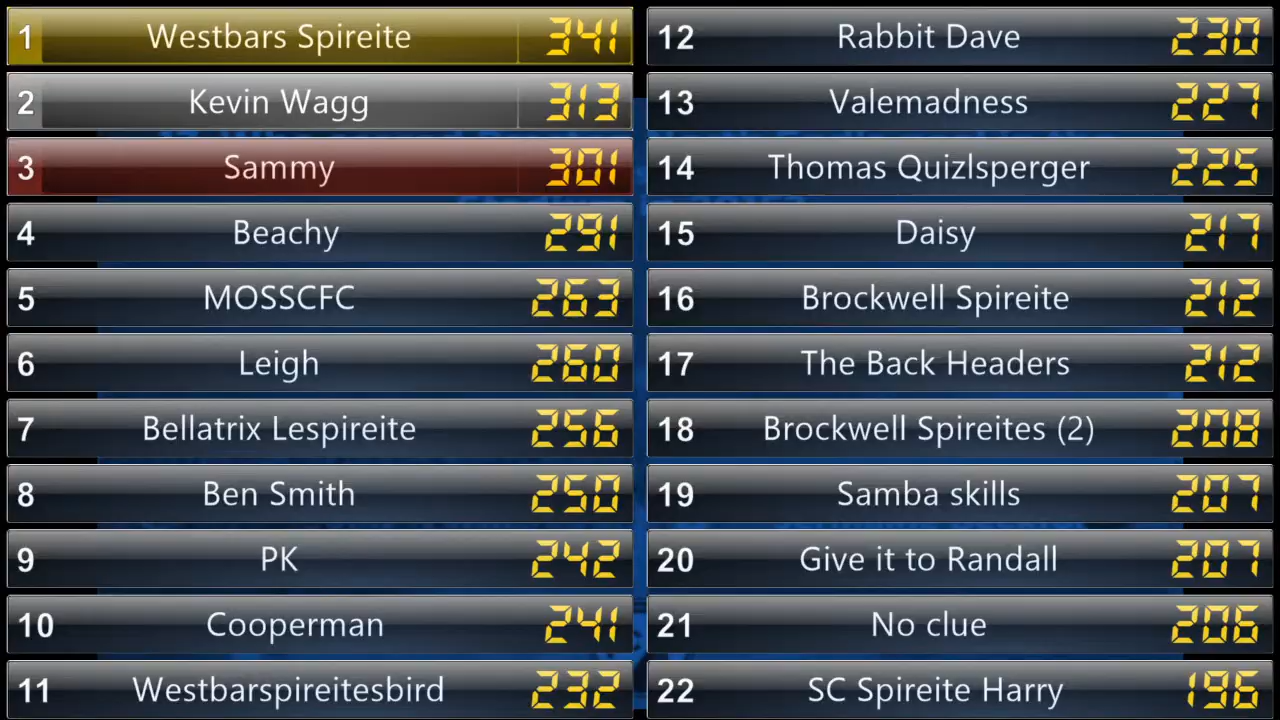 1 Westbars Spireite 341
2 Kevin Wagg 313
3 Sammy 301
4 Beachy 291
5 MOSSCFC 263
6 Leigh 260
7 Bellatrix Lespireite 256
8 Ben Smith 250
9 PK 242
10 Cooperman 241
11 Westbarspireitesbird 232
12 Rabbit Dave 230
13 Valemadness 227
14 Thomas Quizlsperger 225
15 Daisy 217
16 Brockwell Spireite 212
17 The Back Headers 212
18 Brockwell Spireites (2) 208
19 Samba skills 207
20 Give it to Randall 207
21 No clue 206
22 SC Spireite Harry 196